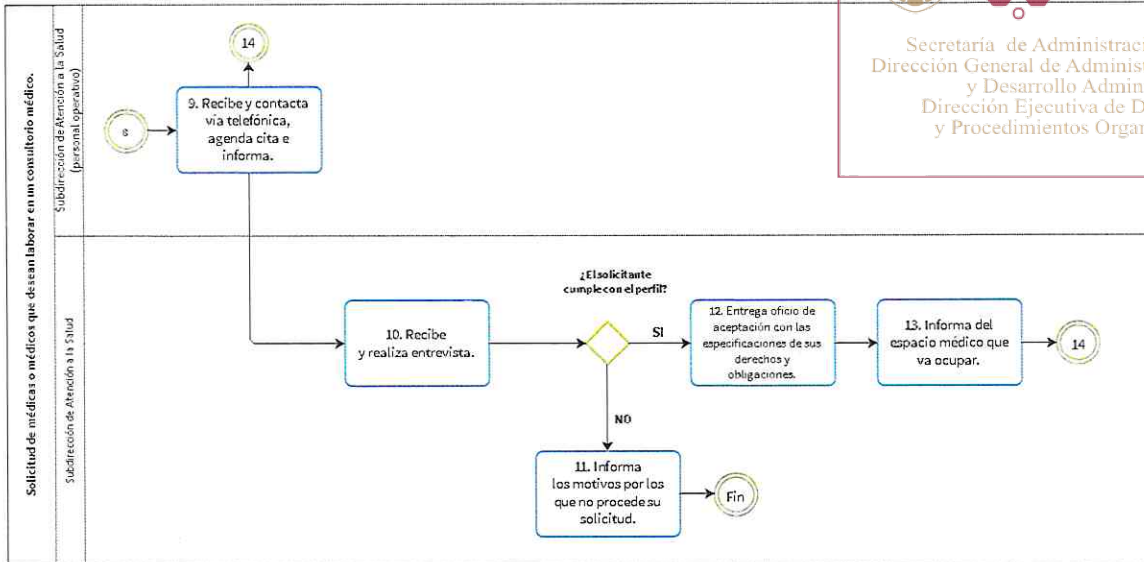 Solicitud de médicas o médicos que desean laborar en un consultorio médico.
Subdirección de Atención a la Salud
(personal operativo)
14
9. Recibe y contacta
vía telefónica,
agenda cita e
informa.
Secretaría de Administrac
Dirección General de Administ
y Desarrollo Admin
Dirección Ejecutiva de D
y Procedimientos Organ
Subdirección de Atención a la Salud
10. Recibe
y realiza entrevista.
¿El solicitante
cumple con el perfil?
SI
NO
12. Entrega oficio de
aceptación con las
especificaciones de sus
derechos y
obligaciones.
13. Informa del
espacio médico que
va ocupar.
14
11. Informa
los motivos por los
que no procede su
solicitud.
Fin